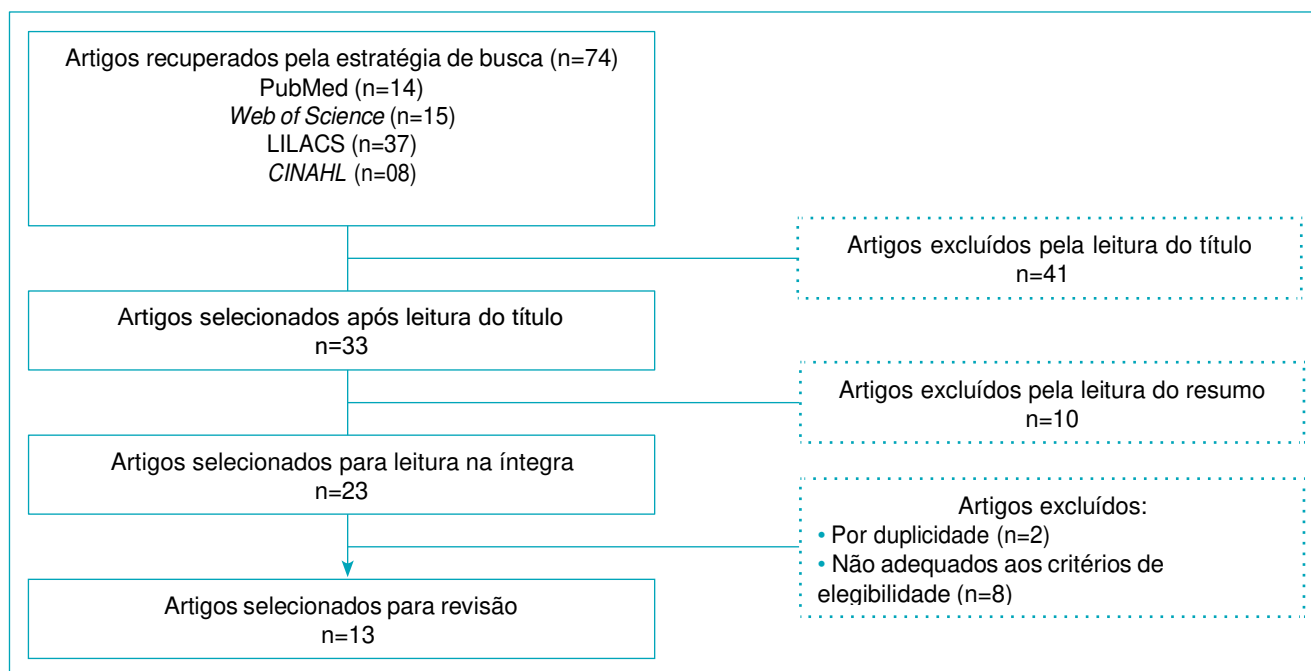 Artigos recuperados pela estratégia de busca (n=74)
PubMed (n=14)
Web of Science (n=15)
LILACS (n=37)
CINAHL (n=08)
Artigos excluídos pela leitura do título
n=41
Artigos selecionados após leitura do título
n=33
Artigos excluídos pela leitura do resumo
n=10
Artigos selecionados para leitura na íntegra
n=23
Artigos excluídos:
• Por duplicidade (n=2)
• Não adequados aos critérios de
elegibilidade (n=8)
Artigos selecionados para revisão
n=13